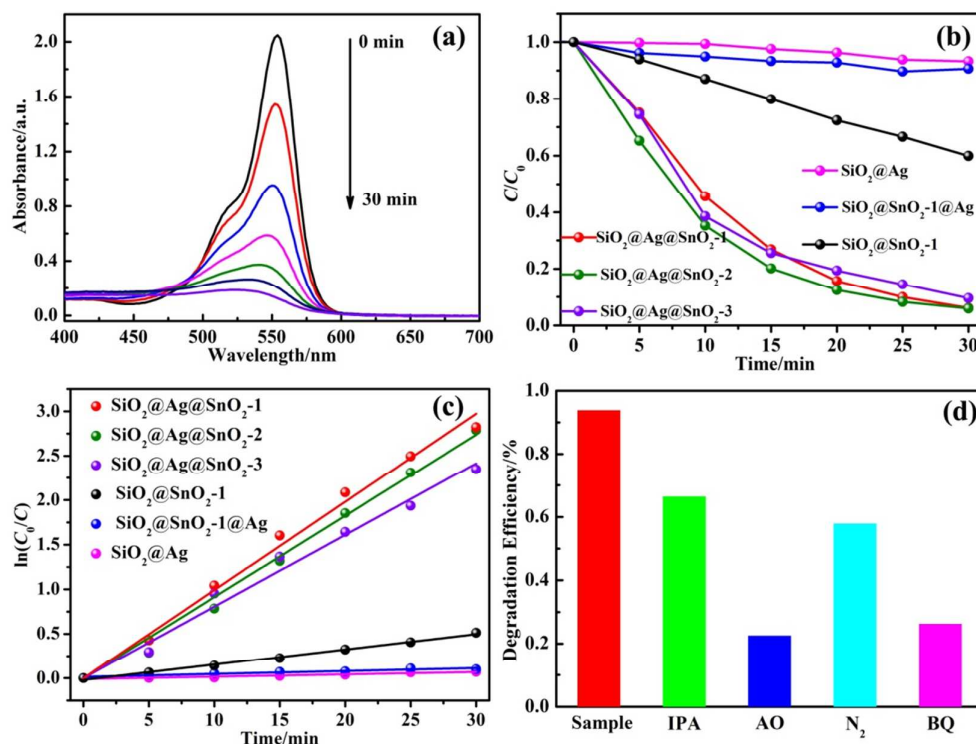 (a)
0 min
30 min
Absorbance/a.u.
2.0
1.6
1.2
0.8
0.4
0.0
400 450 500 550 600 650 700
Wavelength/nm
(b)
C/C₀
1.0
0.8
0.6
0.4
0.2
0.0
SiO₂@Ag
SiO₂@SnO₂-1@Ag
SiO₂@SnO₂-1
SiO₂@Ag@SnO₂-1
SiO₂@Ag@SnO₂-2
SiO₂@Ag@SnO₂-3
0 5 10 15 20 25 30
Time/min
(c)
ln(C₀/C)
3.0
2.5
2.0
1.5
1.0
0.5
0.0
SiO₂@Ag@SnO₂-1
SiO₂@Ag@SnO₂-2
SiO₂@Ag@SnO₂-3
SiO₂@SnO₂-1
SiO₂@SnO₂-1@Ag
SiO₂@Ag
0 5 10 15 20 25 30
Time/min
(d)
Degradation Efficiency/%
1.0
0.8
0.6
0.4
0.2
0.0
Sample IPA AO N₂ BQ